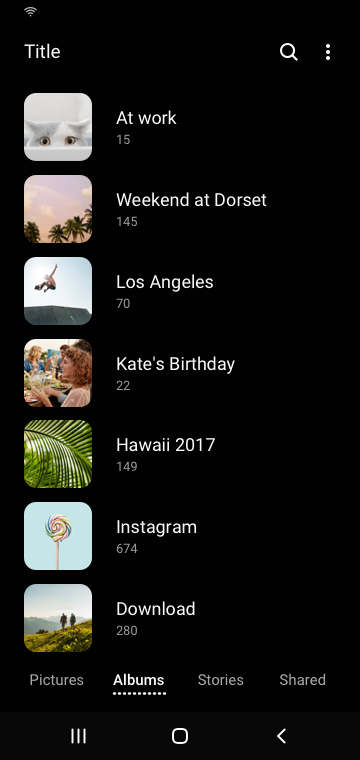 Title
At work
15
Weekend at Dorset
145
Los Angeles
70
Kate's Birthday
22
Hawaii 2017
149
Instagram
674
Download
280
Pictures Albums Stories Shared